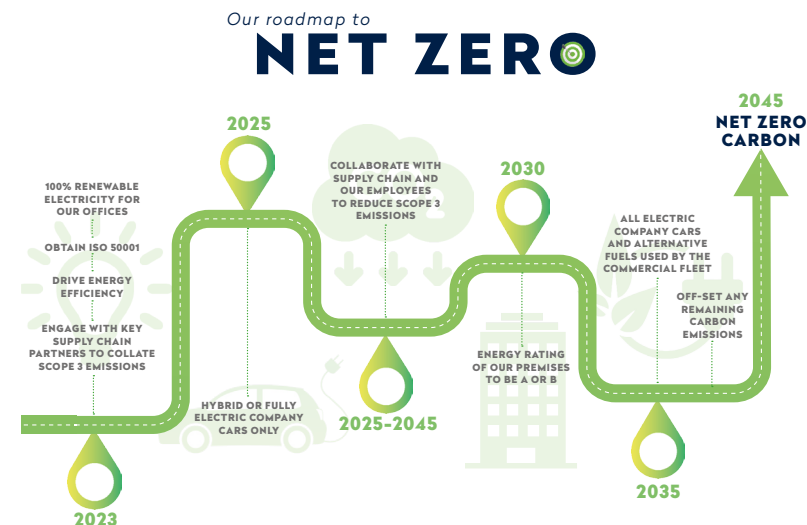 Our roadmap to
NET ZERO
2023
100% RENEWABLE
ELECTRICITY FOR
OUR OFFICES
OBTAIN ISO 50001
DRIVE ENERGY
EFFICIENCY
ENGAGE WITH KEY
SUPPLY CHAIN
PARTNERS TO COLLATE
SCOPE 3 EMISSIONS
2025
HYBRID OR FULLY
ELECTRIC COMPANY
CARS ONLY
COLLABORATE WITH
SUPPLY CHAIN AND
OUR EMPLOYEES
TO REDUCE SCOPE 3
EMISSIONS
2025-2045
2030
ENERGY RATING
OF OUR PREMISES
TO BE A OR B
ALL ELECTRIC
COMPANY CARS
AND ALTERNATIVE
FUELS USED BY THE
COMMERCIAL FLEET
2035
OFF-SET ANY
REMAINING
CARBON
EMISSIONS
2045
NET ZERO
CARBON